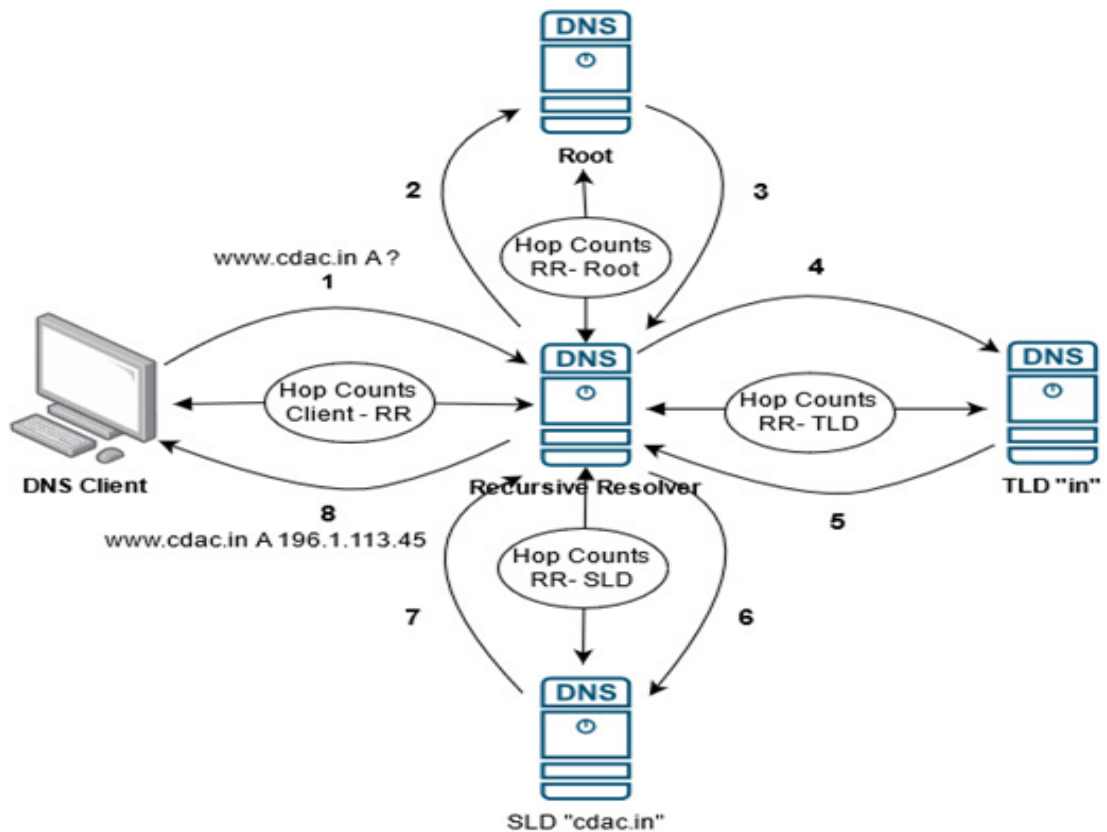 DNS
Root
2
3
Hop Counts
RR- Root
www.cdac.in A ?
1
4
DNS
DNS
Hop Counts
Client - RR
Hop Counts
RR- TLD
DNS Client
Recursive Resolver
TLD "in"
8
5
www.cdac.in A 196.1.113.45
Hop Counts
RR- SLD
7
6
DNS
SLD "cdac.in"